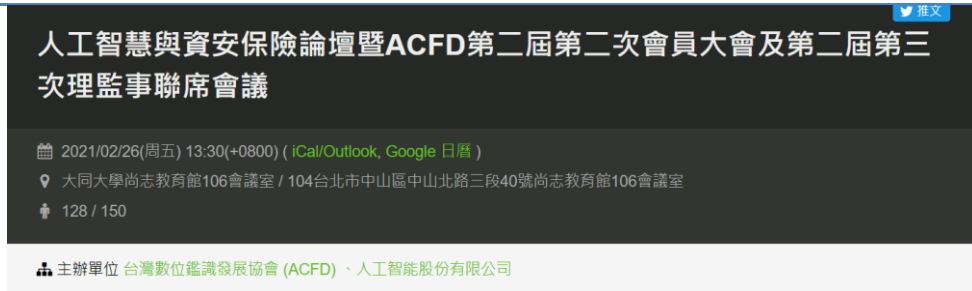 推文
人工智慧與資安保險論壇暨ACFD第二屆第二次會員大會及第二屆第三
次理監事聯席會議
2021/02/26(周五) 13:30(+0800) ( iCal/Outlook, Google 日曆 )
大同大學尚志教育館106會議室 / 104台北市中山區中山北路三段40號尚志教育館106會議室
128 / 150
主辦單位 台灣數位鑑識發展協會 (ACFD) 、人工智能股份有限公司